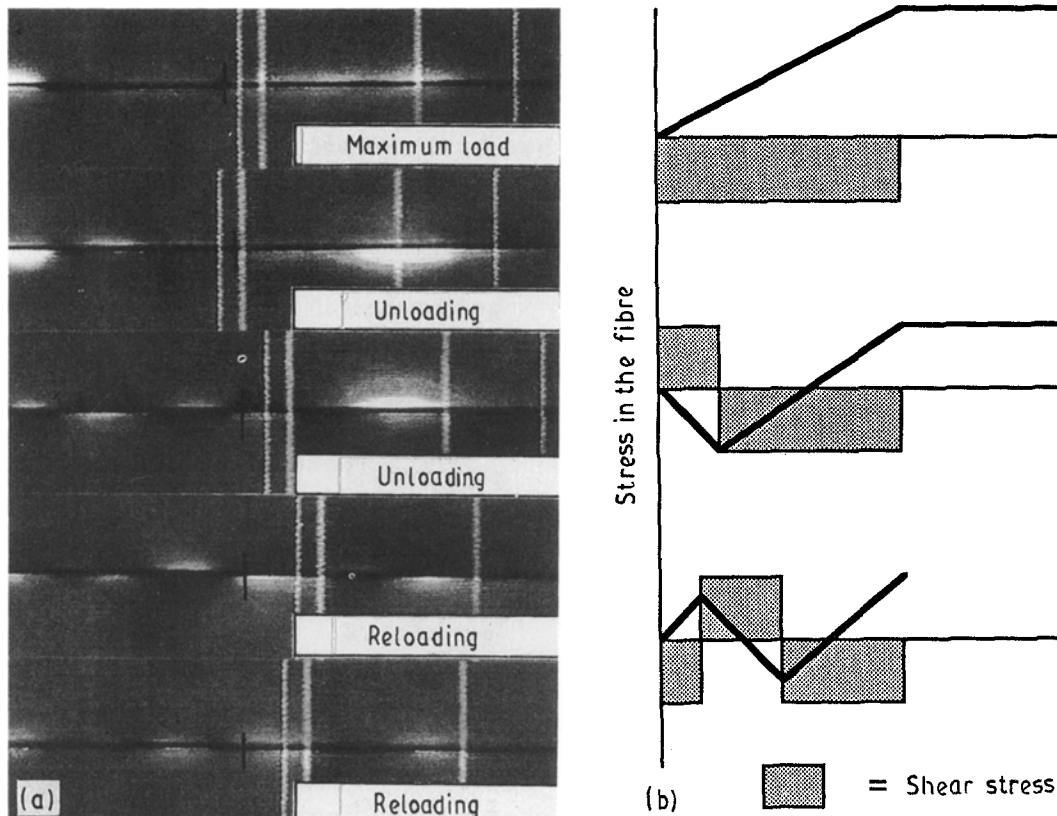 Maximum load
Unloading
Unloading
Reloading
Reloading
(a)
Stress in the fibre
(b)
= Shear stress